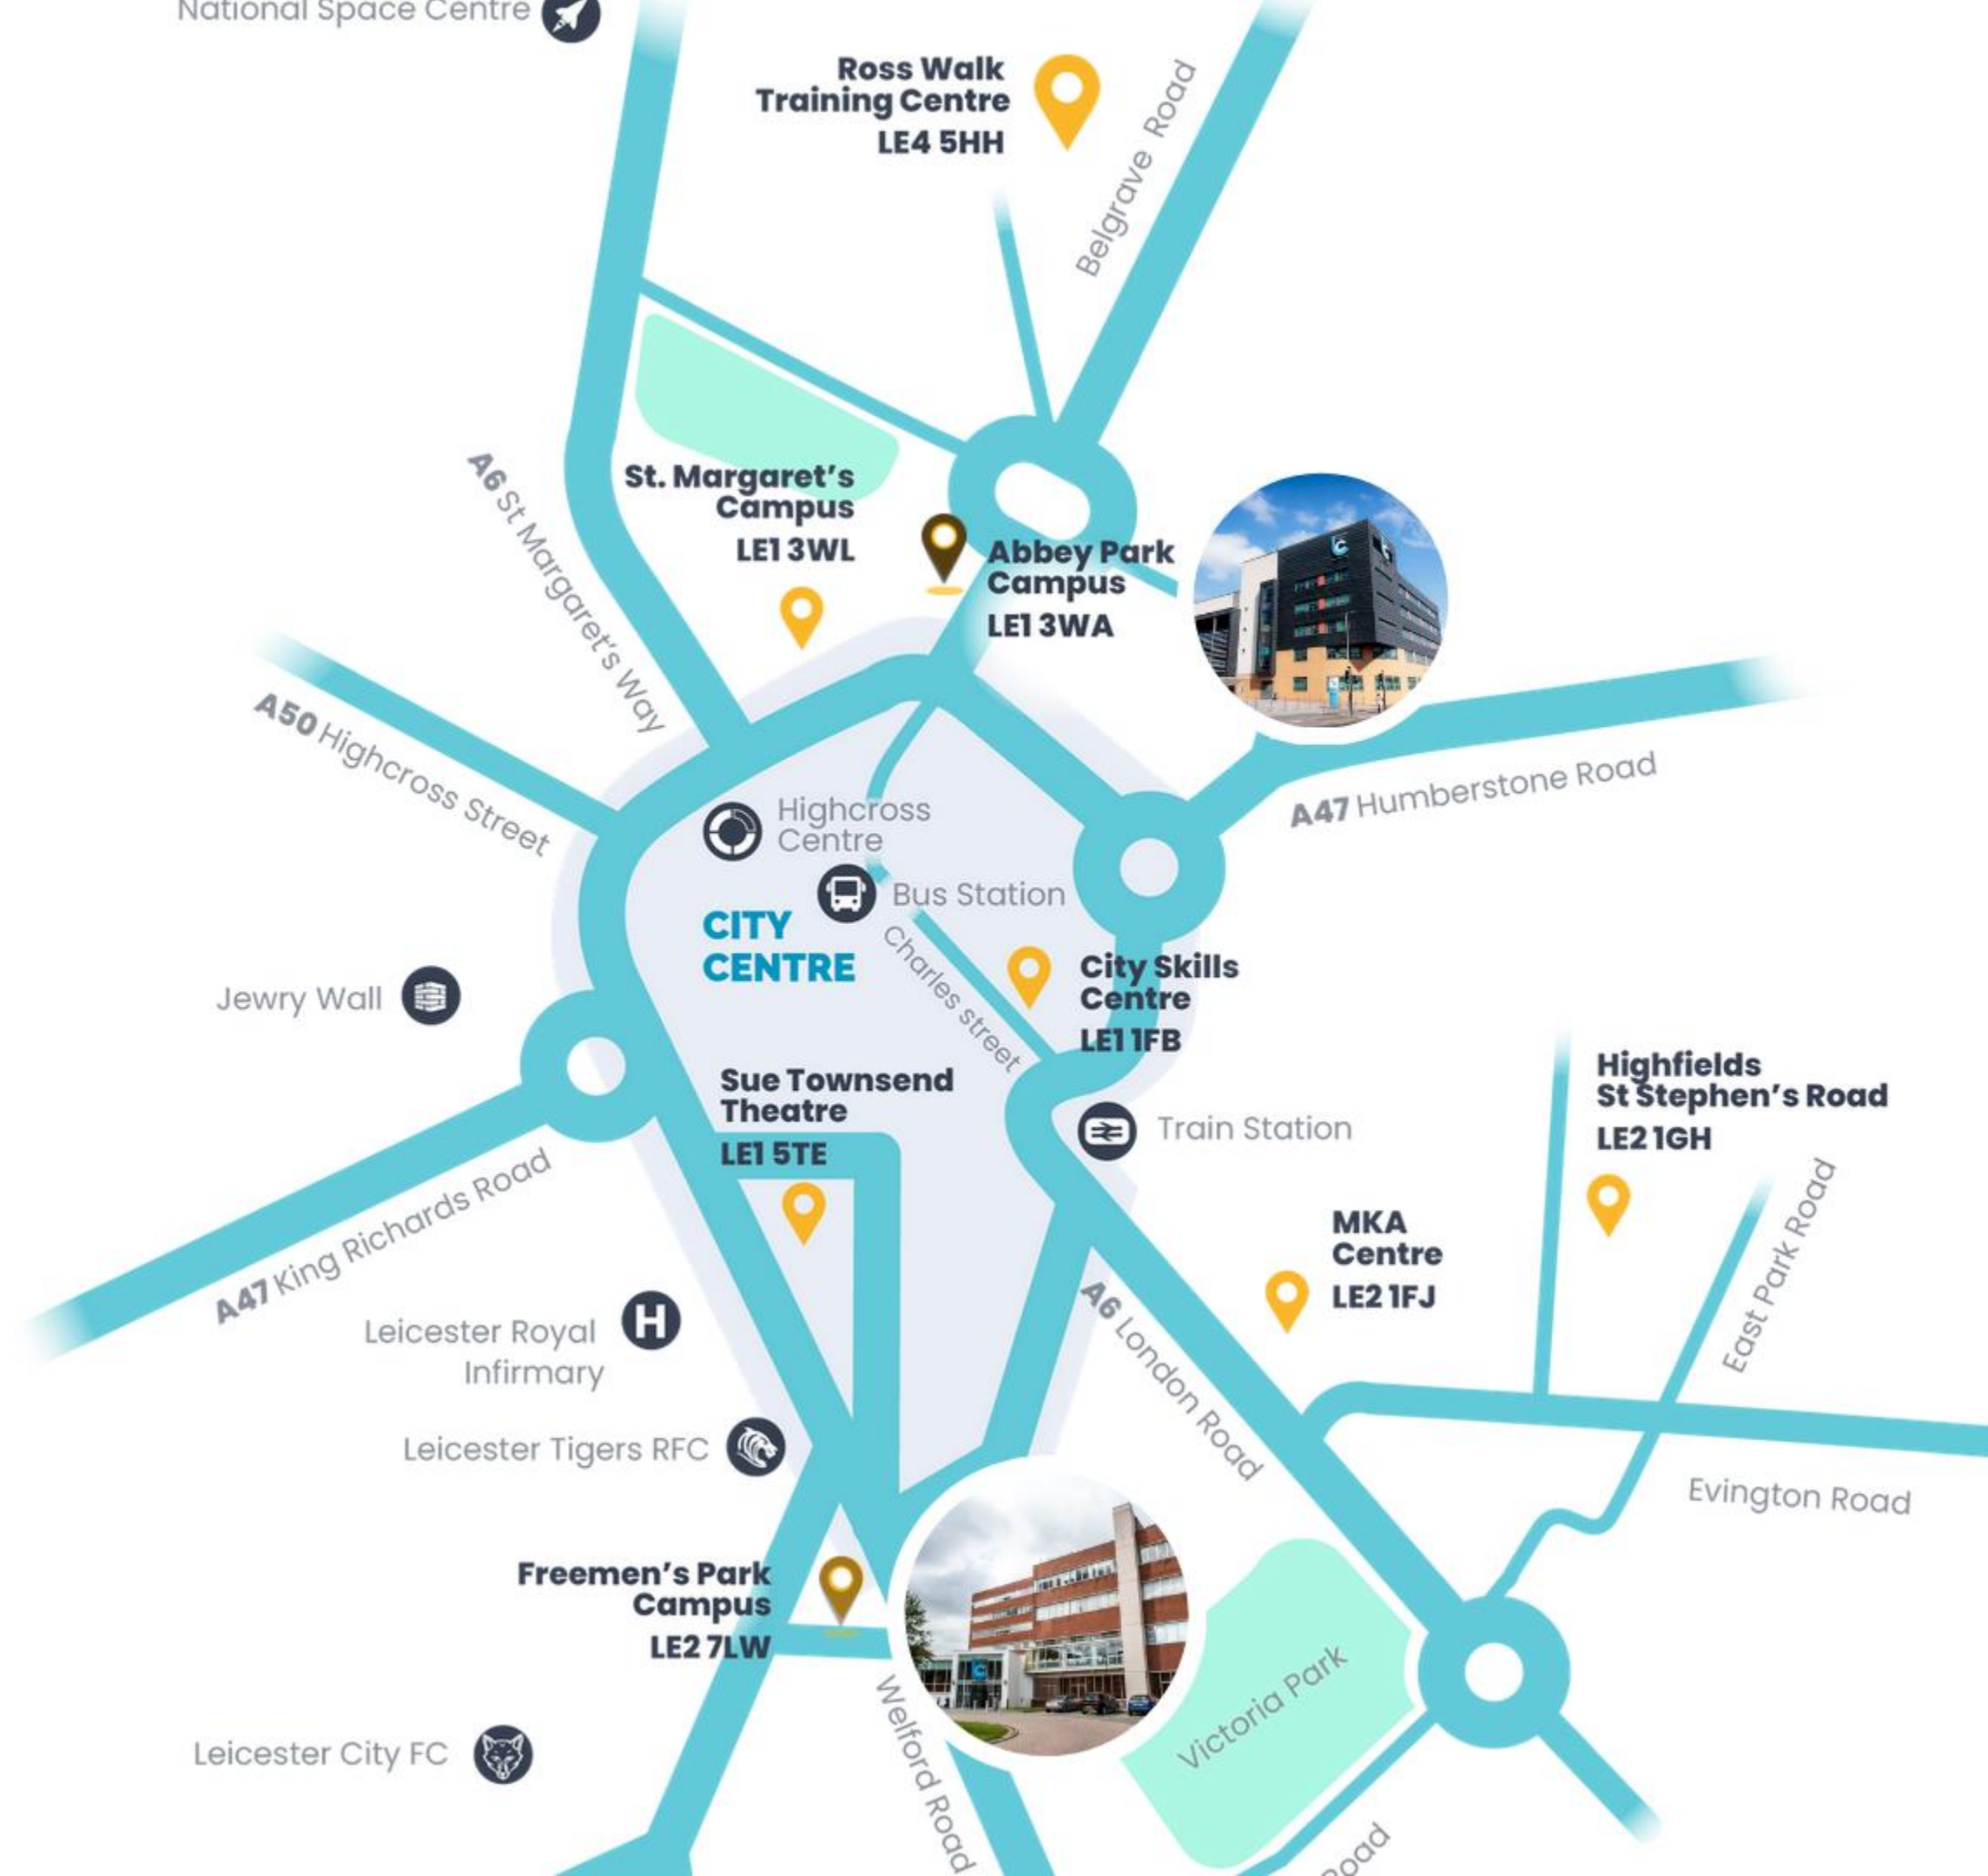 National Space Centre
Ross Walk
Training Centre
LE4 5HH
Belgrave Road
St. Margaret's
Campus
LE1 3WL
A6 St Margaret's Way
Abbey Park
Campus
LE1 3WA
A50 Highcross Street
A47 Humberstone Road
Highcross
Centre
Bus Station
CITY
CENTRE
Charles street
City Skills
Centre
LE1 1FB
Jewry Wall
Sue Townsend
Theatre
LE1 5TE
Train Station
Highfields
St Stephen's Road
LE2 1GH
A47 King Richards Road
MKA
Centre
LE2 1FJ
East Park Road
Leicester Royal
Infirmary
H
A6 London Road
Leicester Tigers RFC
Evington Road
Freemen's Park
Campus
LE2 7LW
Welford Road
Victoria Park
Leicester City FC